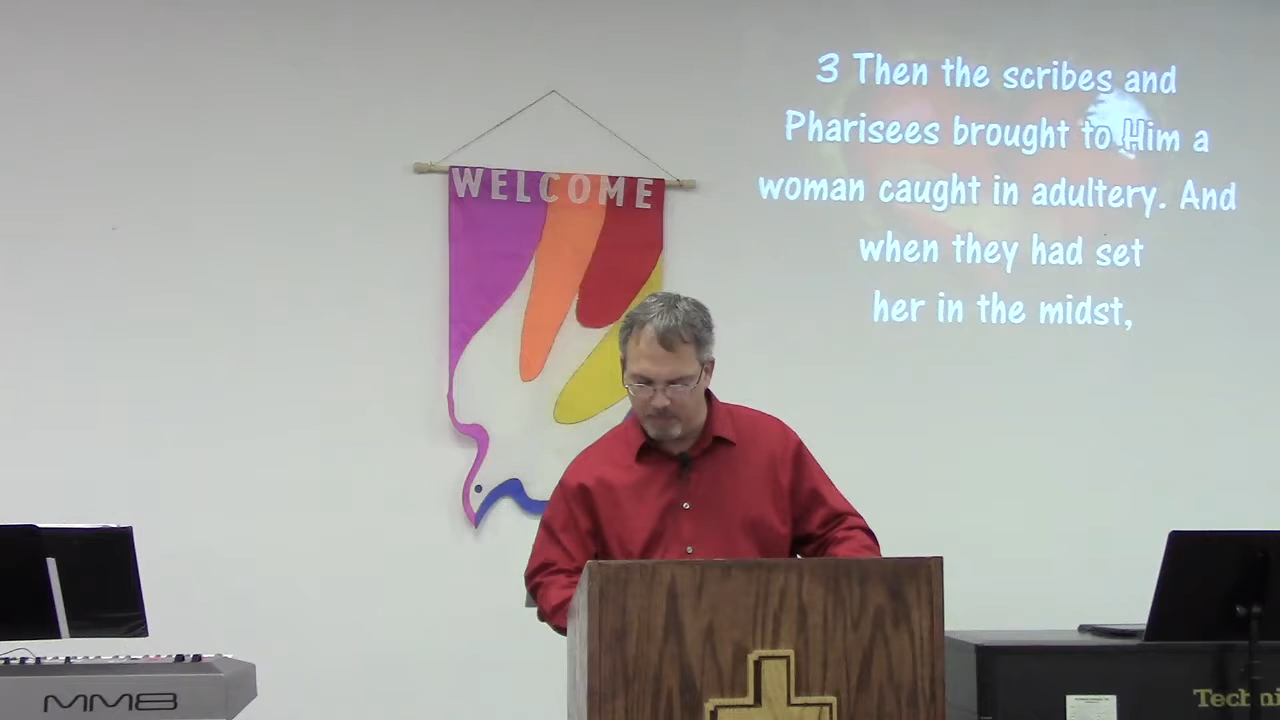 3 Then the scribes and
Pharisees brought to Him a
woman caught in adultery. And
when they had set
her in the midst,
WELCOME
MM8
Techni